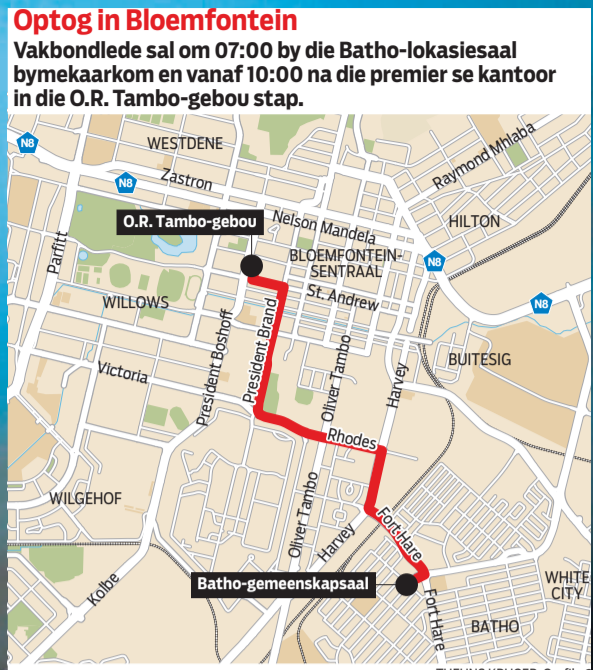 Optog in Bloemfontein
Vakbondlede sal om 07:00 by die Batho-lokasiesaal
bymekaarkom en vanaf 10:00 na die premier se kantoor
in die O.R. Tambo-gebou stap.
N8
WESTDENE
Raymond Mhlaba
N8
Zastron
O.R. Tambo-gebou
Nelson Mandela
HILTON
Parfitt
BLOEMFONTEIN-
SENTRAAL
N8
WILLOWS
St. Andrew
N8
President Boshoff
President Brand
Oliver Tambo
Harvey
BUITESIG
Victoria
Rhodes
WILGEHOF
Oliver Tambo
Harvey
Fort Hare
Kolbe
Batho-gemeenskapsaal
WHITE
CITY
Fort Hare
BATHO